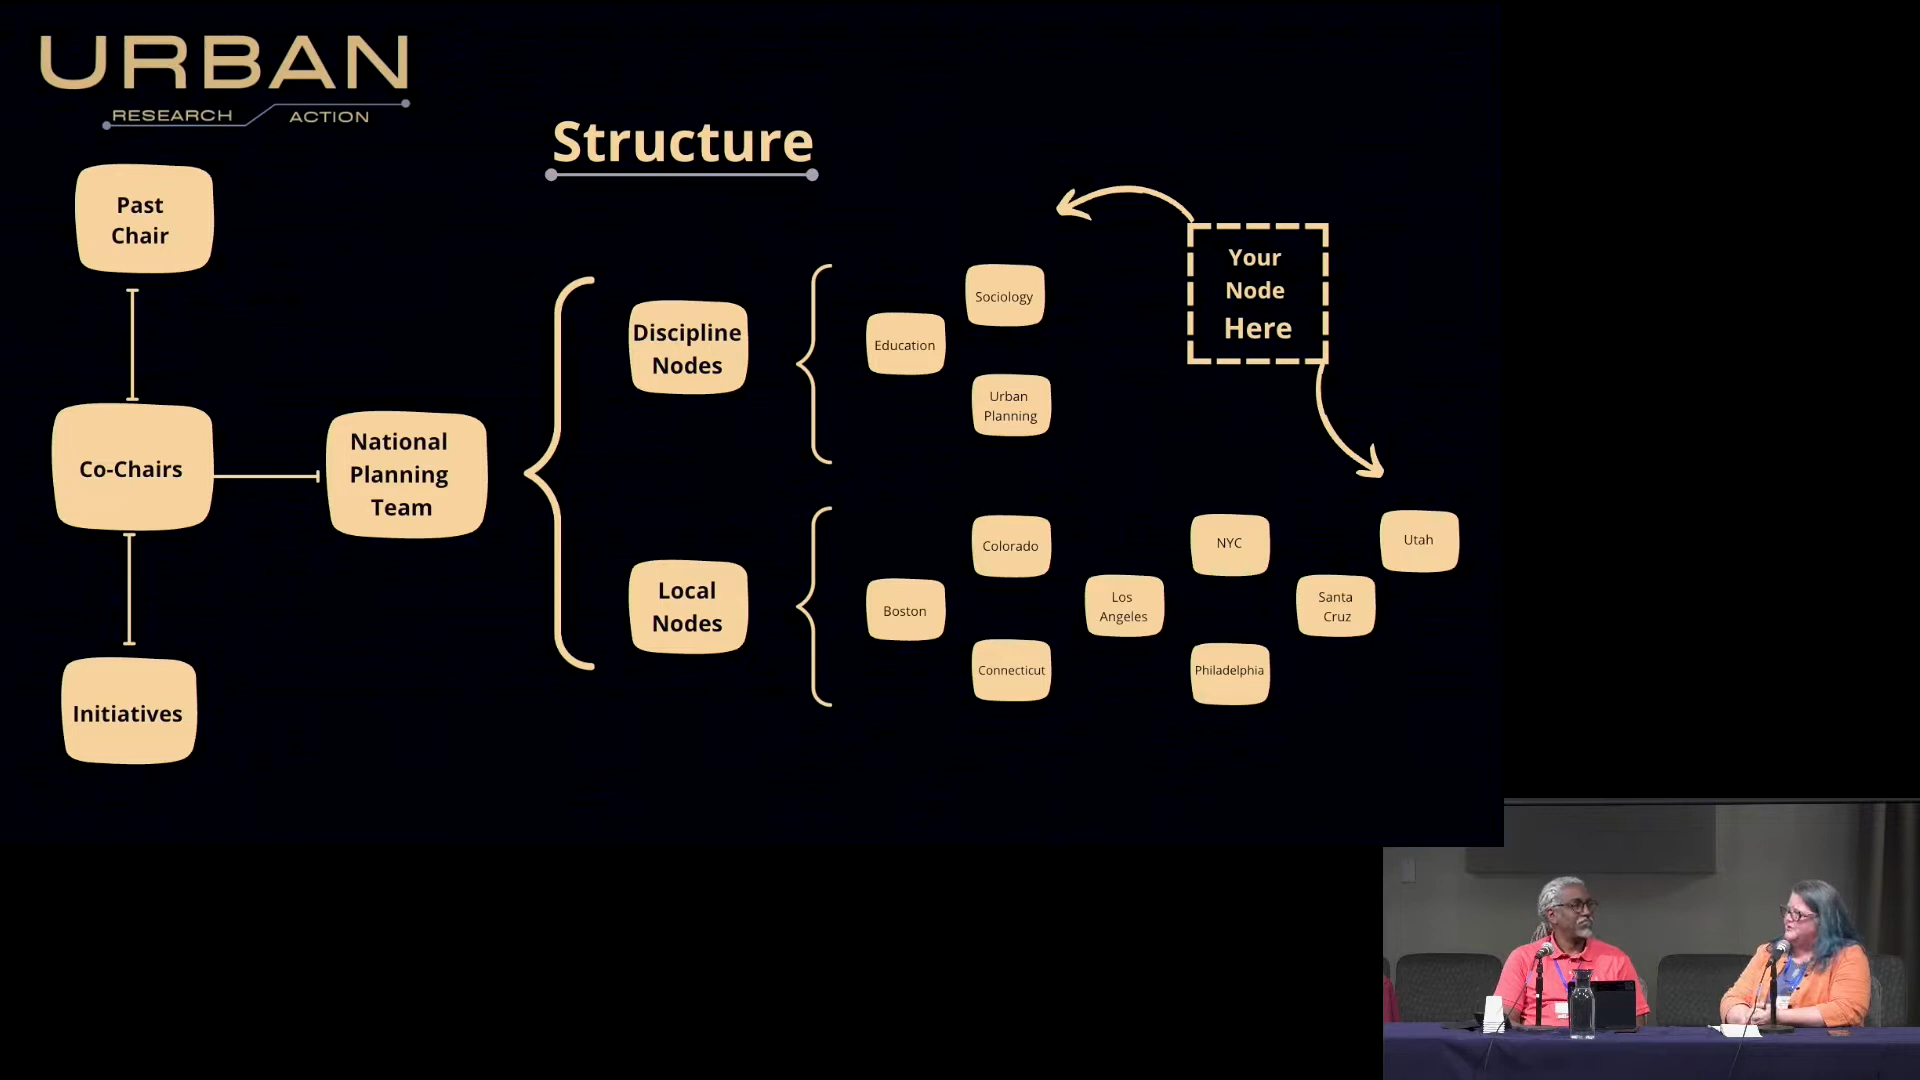 URBAN
RESEARCH ACTION
Structure
Past
Chair
Co-Chairs
Initiatives
National
Planning
Team
Discipline
Nodes
Local
Nodes
Education
Sociology
Urban
Planning
Your
Node
Here
Boston
Colorado
Connecticut
Los
Angeles
NYC
Philadelphia
Santa
Cruz
Utah